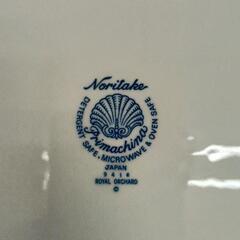 Noritake
DETERGENT SAFE • MICROWAVE & OVEN SAFE
Primachina
JAPAN
9416
ROYAL ORCHARD
©